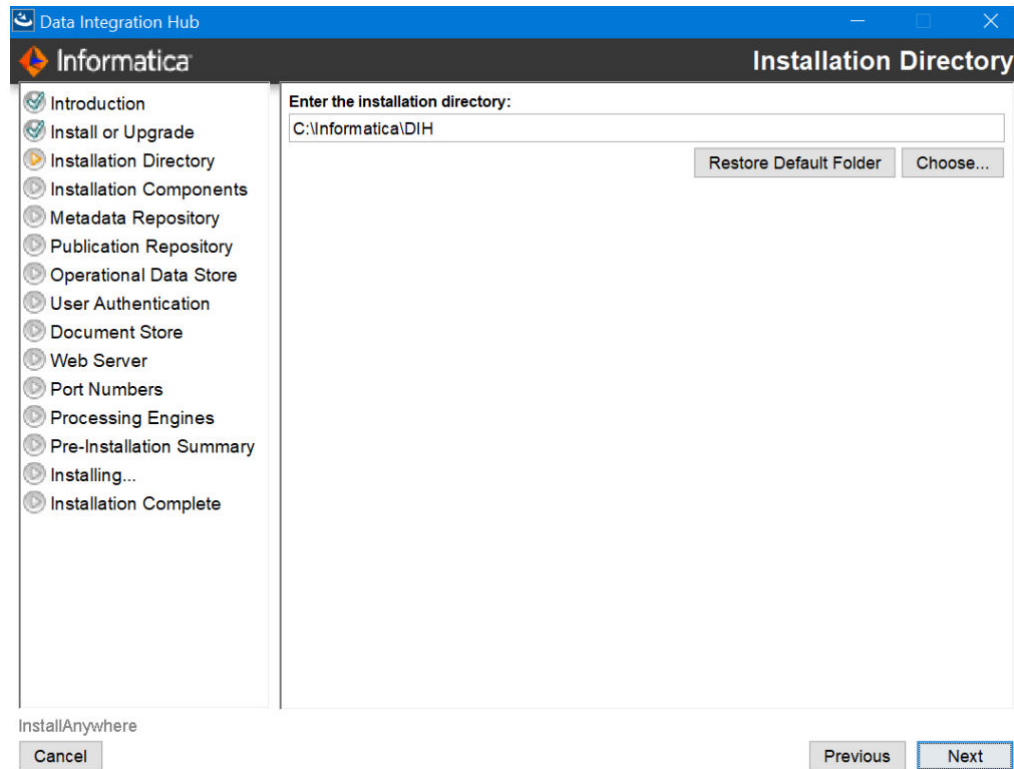 Data Integration Hub
Informatica
Installation Directory
Introduction
Install or Upgrade
Installation Directory
Installation Components
Metadata Repository
Publication Repository
Operational Data Store
User Authentication
Document Store
Web Server
Port Numbers
Processing Engines
Pre-Installation Summary
Installing...
Installation Complete
Enter the installation directory:
C:\Informatica\DIH
Restore Default Folder
Choose...
InstallAnywhere
Cancel
Previous
Next